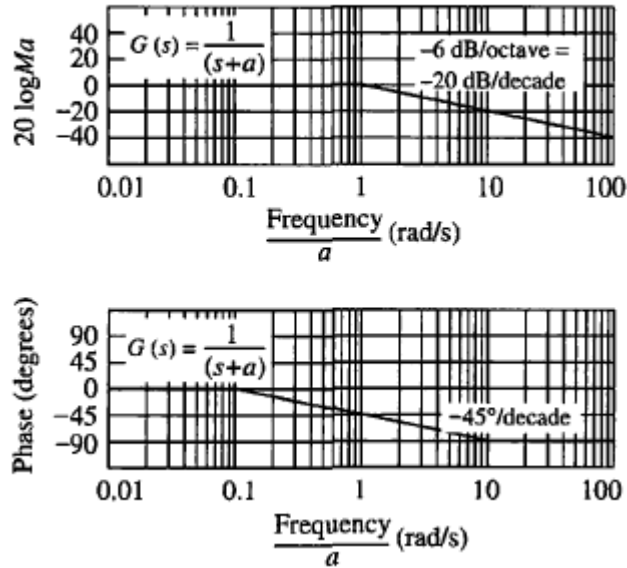 20 logMa
40
20
0
−20
−40
G (s) = 1/(s+a)
−6 dB/octave =
−20 dB/decade
0.01 0.1 1 10 100
Frequency/a (rad/s)
Phase (degrees)
90
45
0
−45
−90
G (s) = 1/(s+a)
−45°/decade
0.01 0.1 1 10 100
Frequency/a (rad/s)